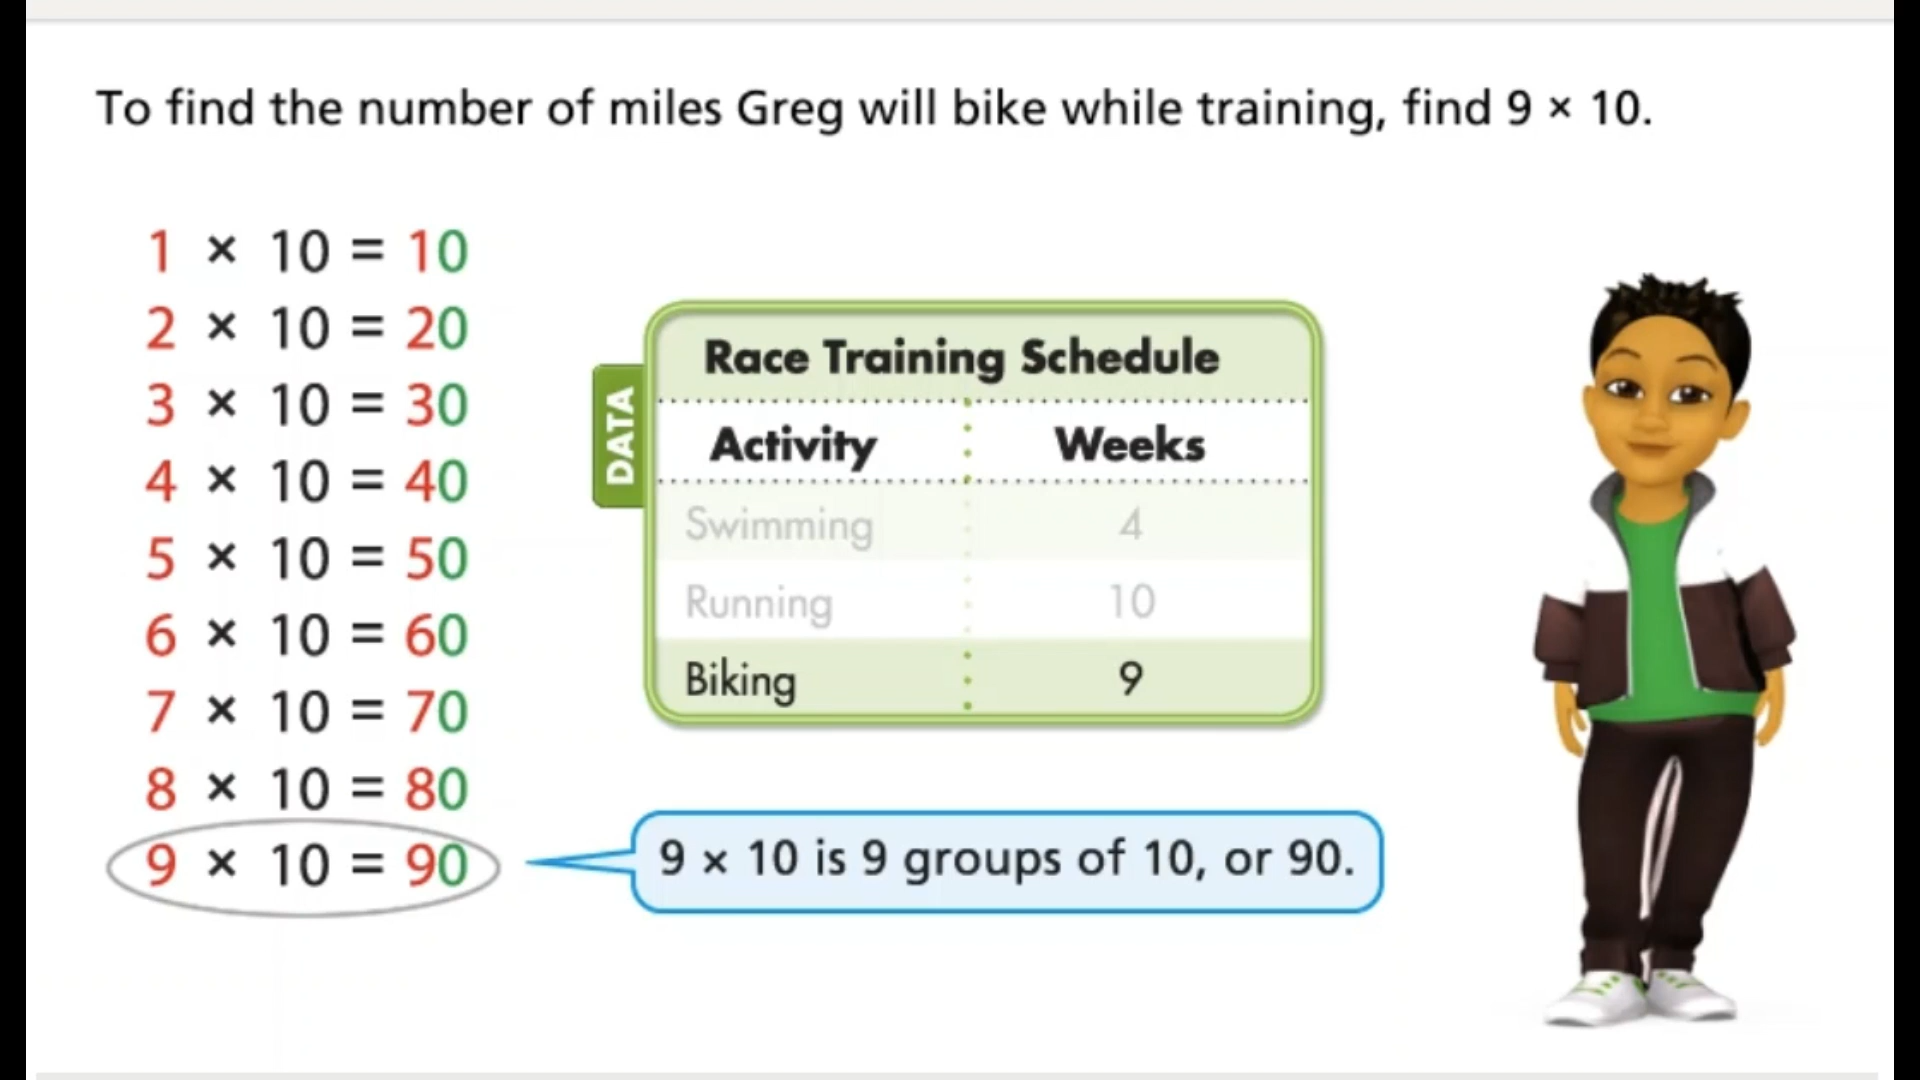 To find the number of miles Greg will bike while training, find 9 × 10.
1 × 10 = 10
2 × 10 = 20
3 × 10 = 30
4 × 10 = 40
5 × 10 = 50
6 × 10 = 60
7 × 10 = 70
8 × 10 = 80
9 × 10 = 90
DATA
Race Training Schedule
Activity Weeks
Swimming 4
Running 10
Biking 9
9 × 10 is 9 groups of 10, or 90.